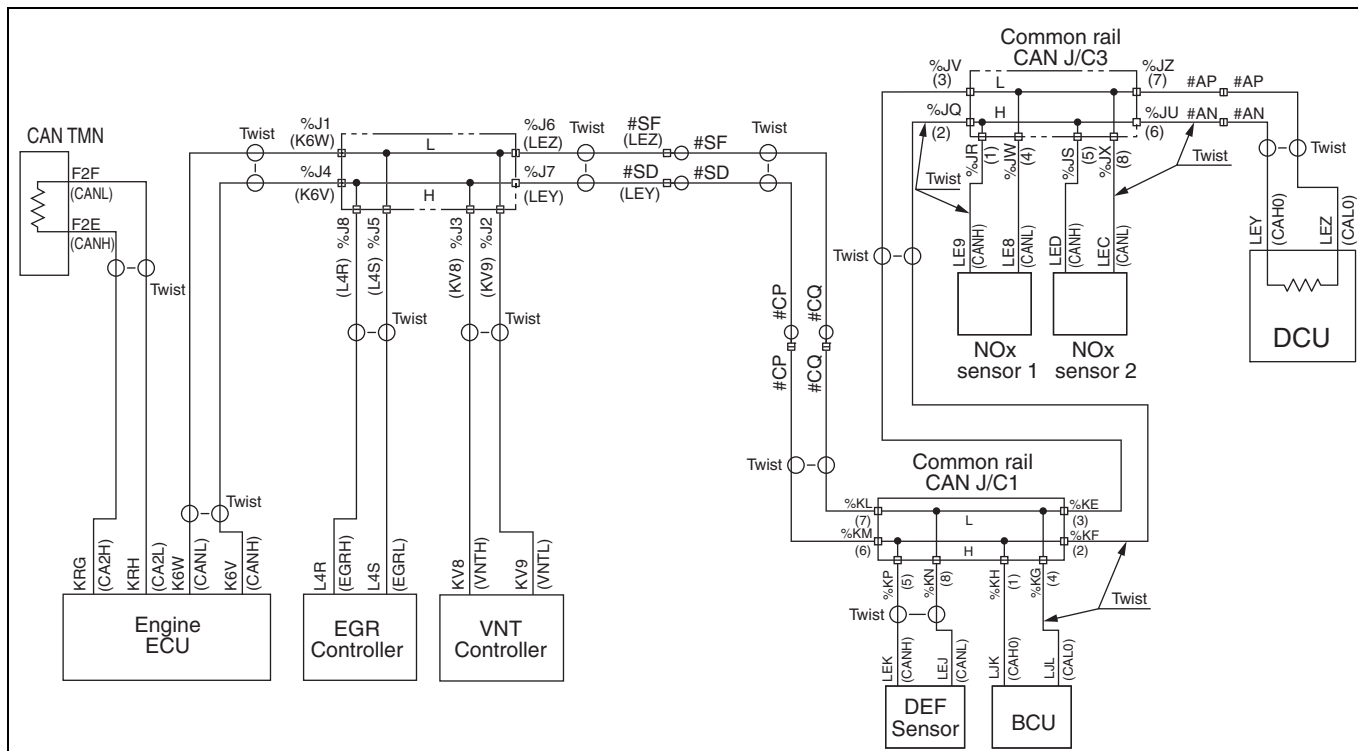 Common rail
CAN J/C3
%JV
(3)
%JZ
(7)
#AP
#AP
L
%JQ
(2)
H
%JU
(6)
#AN
#AN
%JR
(1)
%JW
(4)
%JS
(5)
%JX
(8)
Twist
Twist
Twist
LE9
(CANH)
LE8
(CANL)
LED
(CANH)
LEC
(CANL)
LEY
(CAH0)
LEZ
(CAL0)
NOx
sensor 1
NOx
sensor 2
DCU
CAN TMN
F2F
(CANL)
F2E
(CANH)
Twist
Twist
%J1
(K6W)
L
%J6
(LEZ)
Twist
#SF
(LEZ)
#SF
Twist
%J4
(K6V)
H
%J7
(LEY)
#SD
(LEY)
#SD
%J8
(L4R)
%J5
(L4S)
%J3
(KV8)
%J2
(KV9)
Twist
Twist
Twist
#CP
#CQ
#CP
#CQ
Twist
Twist
KRG
(CA2H)
KRH
(CA2L)
K6W
(CANL)
K6V
(CANH)
L4R
(EGRH)
L4S
(EGRL)
KV8
(VNTH)
KV9
(VNTL)
Engine
ECU
EGR
Controller
VNT
Controller
Common rail
CAN J/C1
%KL
(7)
L
%KE
(3)
%KM
(6)
H
%KF
(2)
%KP
(5)
%KN
(8)
%KH
(1)
%KG
(4)
Twist
Twist
LEK
(CANH)
LEJ
(CANL)
LJK
(CAH0)
LJL
(CAL0)
DEF
Sensor
BCU